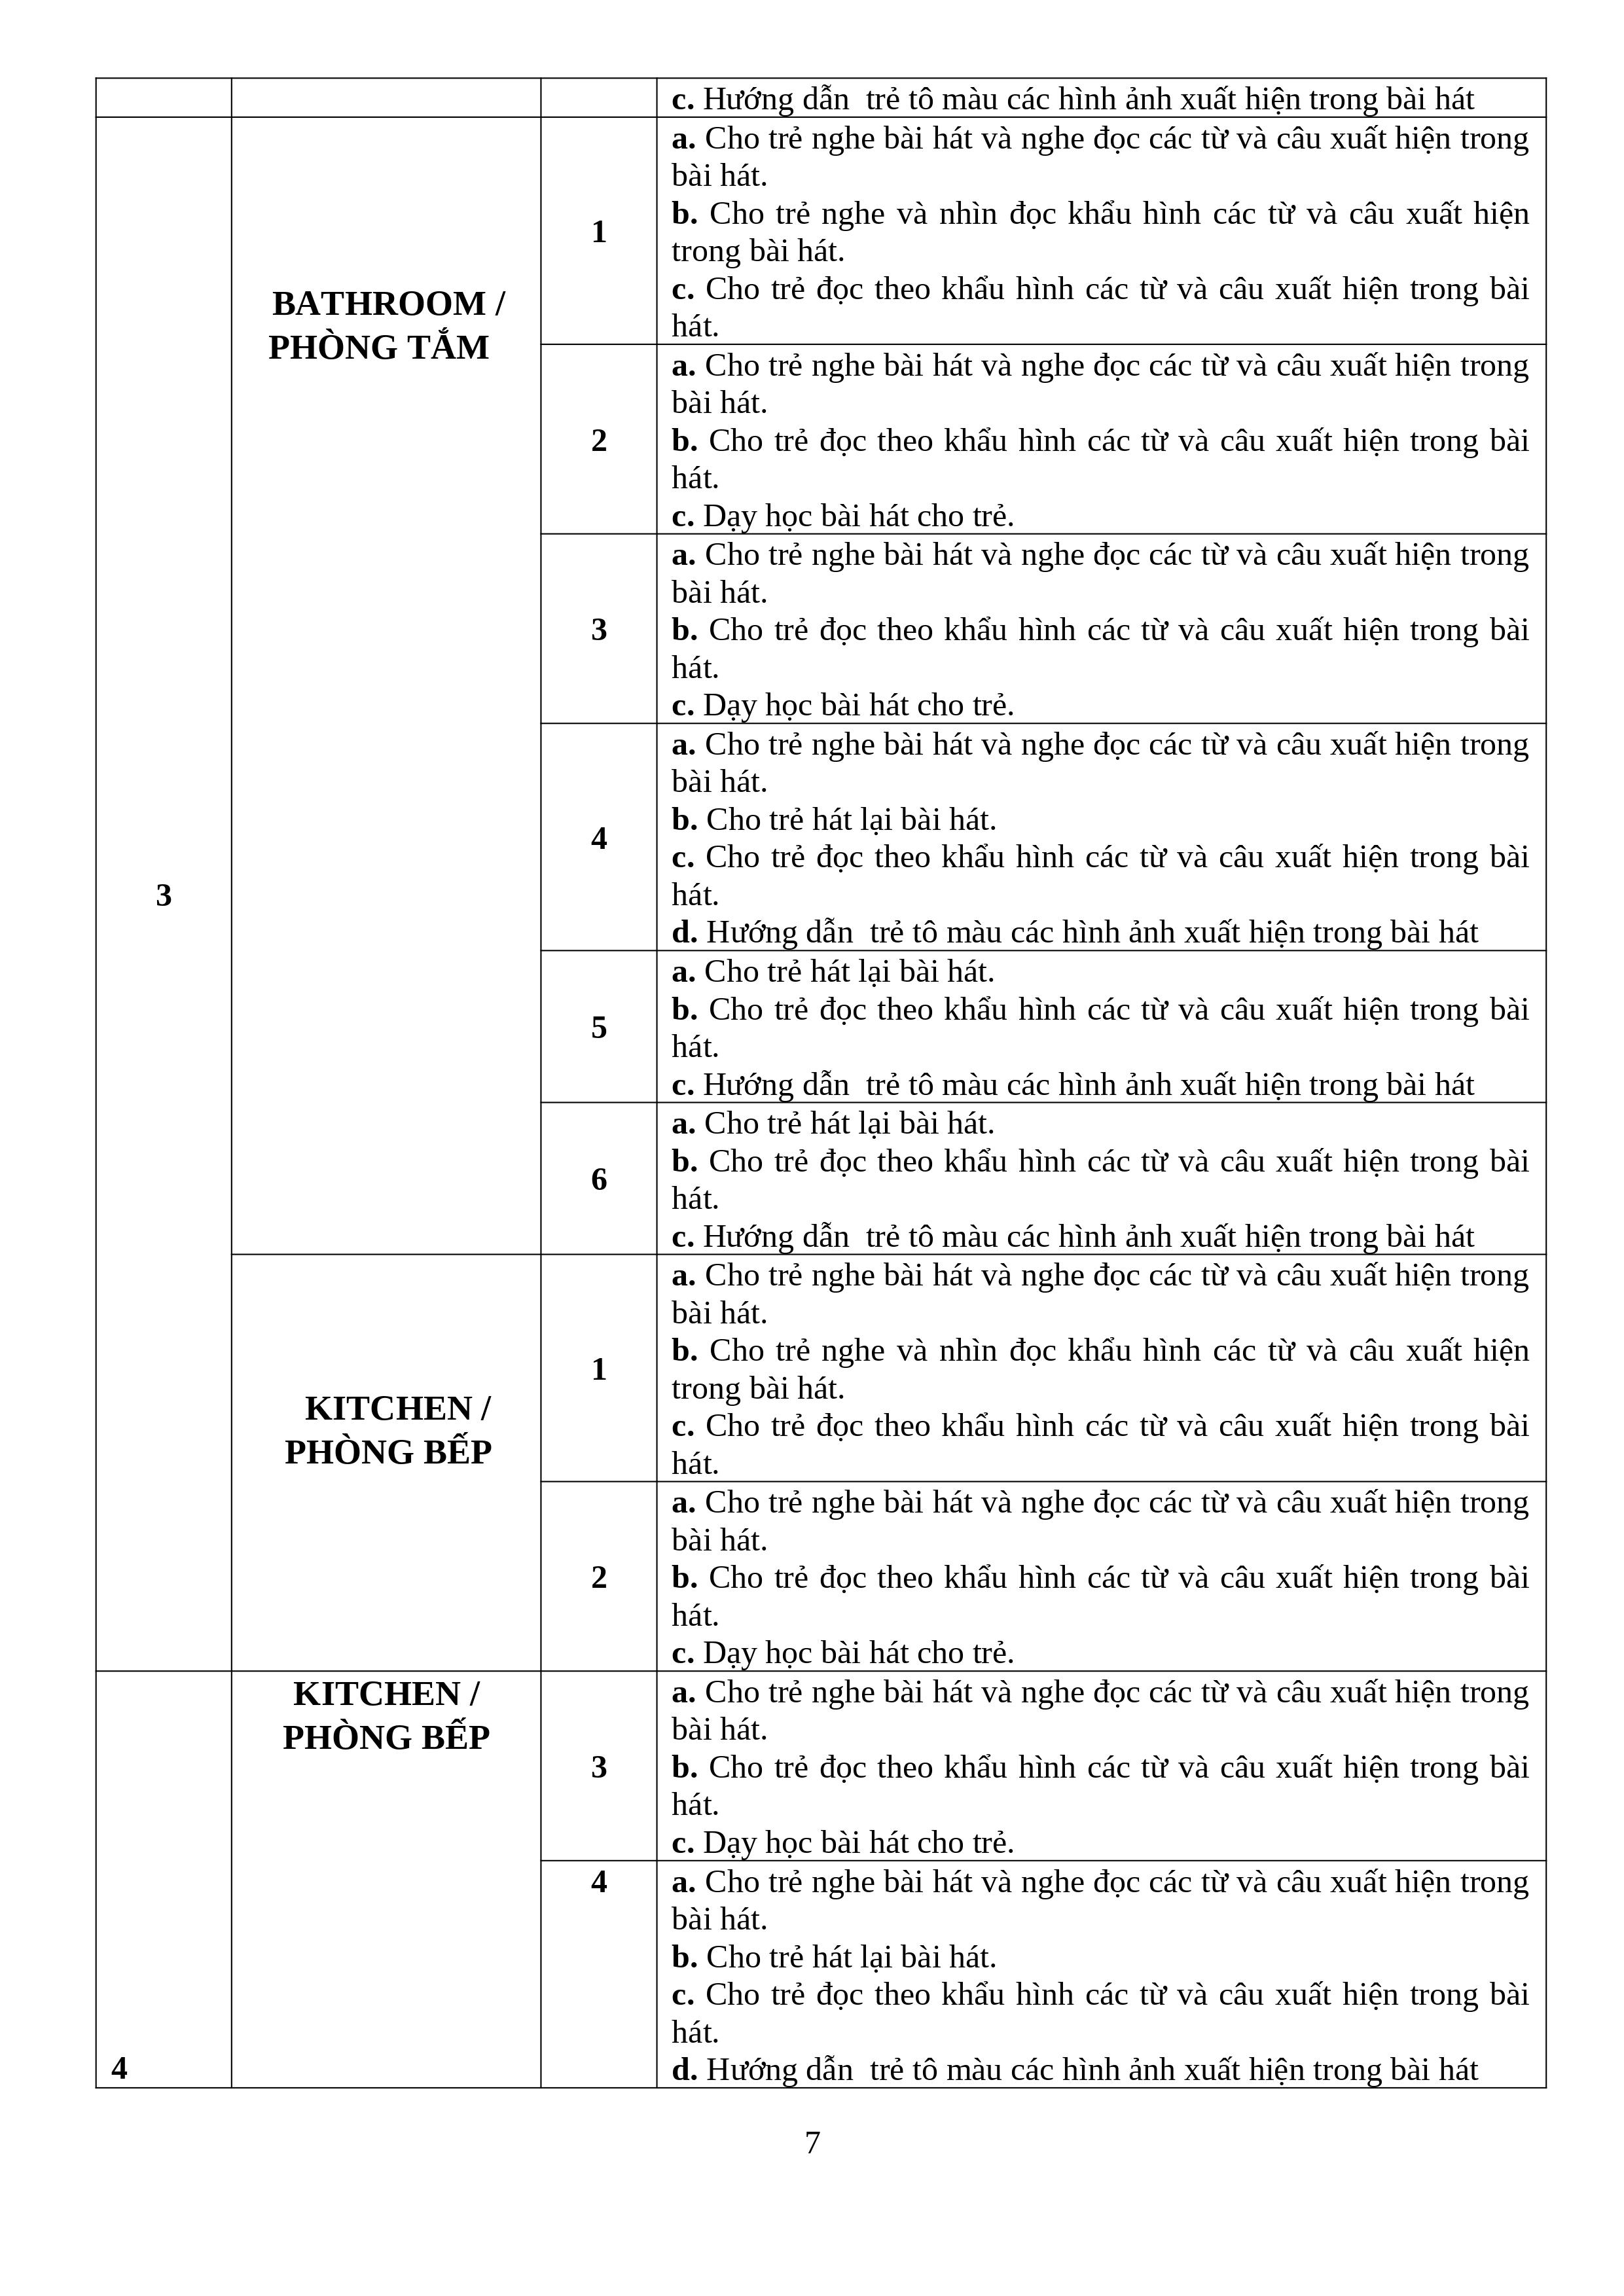 c. Hướng dẫn  trẻ tô màu các hình ảnh xuất hiện trong bài hát
3
BATHROOM /
PHÒNG TẮM
1
a. Cho trẻ nghe bài hát và nghe đọc các từ và câu xuất hiện trong
bài hát.
b. Cho trẻ nghe và nhìn đọc khẩu hình các từ và câu xuất hiện
trong bài hát.
c. Cho trẻ đọc theo khẩu hình các từ và câu xuất hiện trong bài
hát.
2
a. Cho trẻ nghe bài hát và nghe đọc các từ và câu xuất hiện trong
bài hát.
b. Cho trẻ đọc theo khẩu hình các từ và câu xuất hiện trong bài
hát.
c. Dạy học bài hát cho trẻ.
3
a. Cho trẻ nghe bài hát và nghe đọc các từ và câu xuất hiện trong
bài hát.
b. Cho trẻ đọc theo khẩu hình các từ và câu xuất hiện trong bài
hát.
c. Dạy học bài hát cho trẻ.
4
a. Cho trẻ nghe bài hát và nghe đọc các từ và câu xuất hiện trong
bài hát.
b. Cho trẻ hát lại bài hát.
c. Cho trẻ đọc theo khẩu hình các từ và câu xuất hiện trong bài
hát.
d. Hướng dẫn  trẻ tô màu các hình ảnh xuất hiện trong bài hát
5
a. Cho trẻ hát lại bài hát.
b. Cho trẻ đọc theo khẩu hình các từ và câu xuất hiện trong bài
hát.
c. Hướng dẫn  trẻ tô màu các hình ảnh xuất hiện trong bài hát
6
a. Cho trẻ hát lại bài hát.
b. Cho trẻ đọc theo khẩu hình các từ và câu xuất hiện trong bài
hát.
c. Hướng dẫn  trẻ tô màu các hình ảnh xuất hiện trong bài hát
KITCHEN /
PHÒNG BẾP
1
a. Cho trẻ nghe bài hát và nghe đọc các từ và câu xuất hiện trong
bài hát.
b. Cho trẻ nghe và nhìn đọc khẩu hình các từ và câu xuất hiện
trong bài hát.
c. Cho trẻ đọc theo khẩu hình các từ và câu xuất hiện trong bài
hát.
2
a. Cho trẻ nghe bài hát và nghe đọc các từ và câu xuất hiện trong
bài hát.
b. Cho trẻ đọc theo khẩu hình các từ và câu xuất hiện trong bài
hát.
c. Dạy học bài hát cho trẻ.
4
KITCHEN /
PHÒNG BẾP
3
a. Cho trẻ nghe bài hát và nghe đọc các từ và câu xuất hiện trong
bài hát.
b. Cho trẻ đọc theo khẩu hình các từ và câu xuất hiện trong bài
hát.
c. Dạy học bài hát cho trẻ.
4
a. Cho trẻ nghe bài hát và nghe đọc các từ và câu xuất hiện trong
bài hát.
b. Cho trẻ hát lại bài hát.
c. Cho trẻ đọc theo khẩu hình các từ và câu xuất hiện trong bài
hát.
d. Hướng dẫn  trẻ tô màu các hình ảnh xuất hiện trong bài hát
7